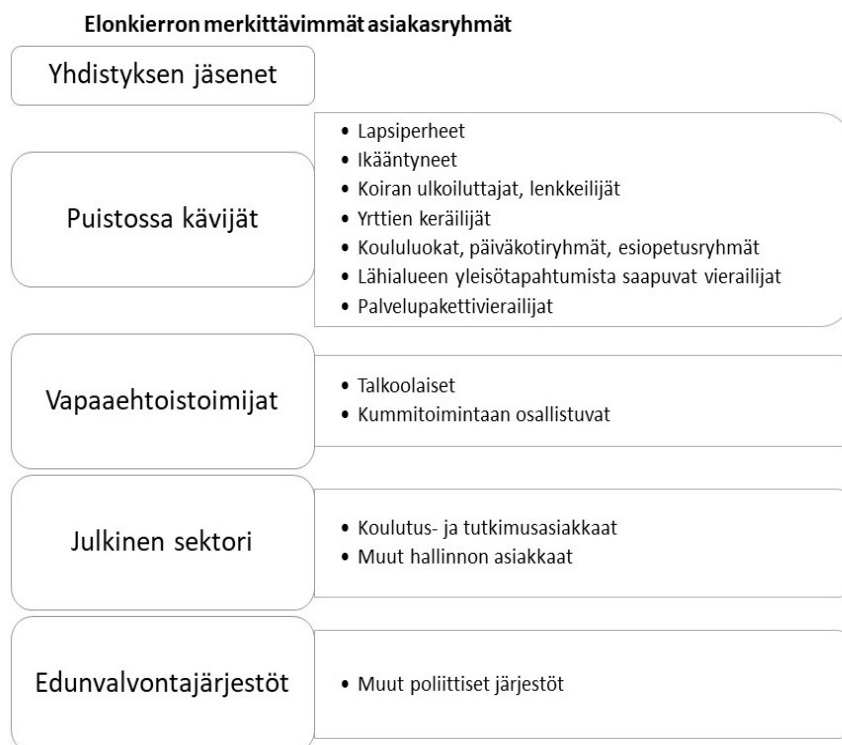 Elonkierron merkittävimmät asiakasryhmät
Yhdistyksen jäsenet
Puistossa kävijät
• Lapsiperheet
• Ikääntyneet
• Koiran ulkoiluttajat, lenkkeilijät
• Yrttien keräilijät
• Koululuokat, päiväkotiryhmät, esiopetusryhmät
• Lähialueen yleisötapahtumista saapuvat vierailijat
• Palvelupakettivierailijat
Vapaaehtoistoimijat
• Talkoolaiset
• Kummitoimintaan osallistuvat
Julkinen sektori
• Koulutus- ja tutkimusasiakkaat
• Muut hallinnon asiakkaat
Edunvalvontajärjestöt
• Muut poliittiset järjestöt